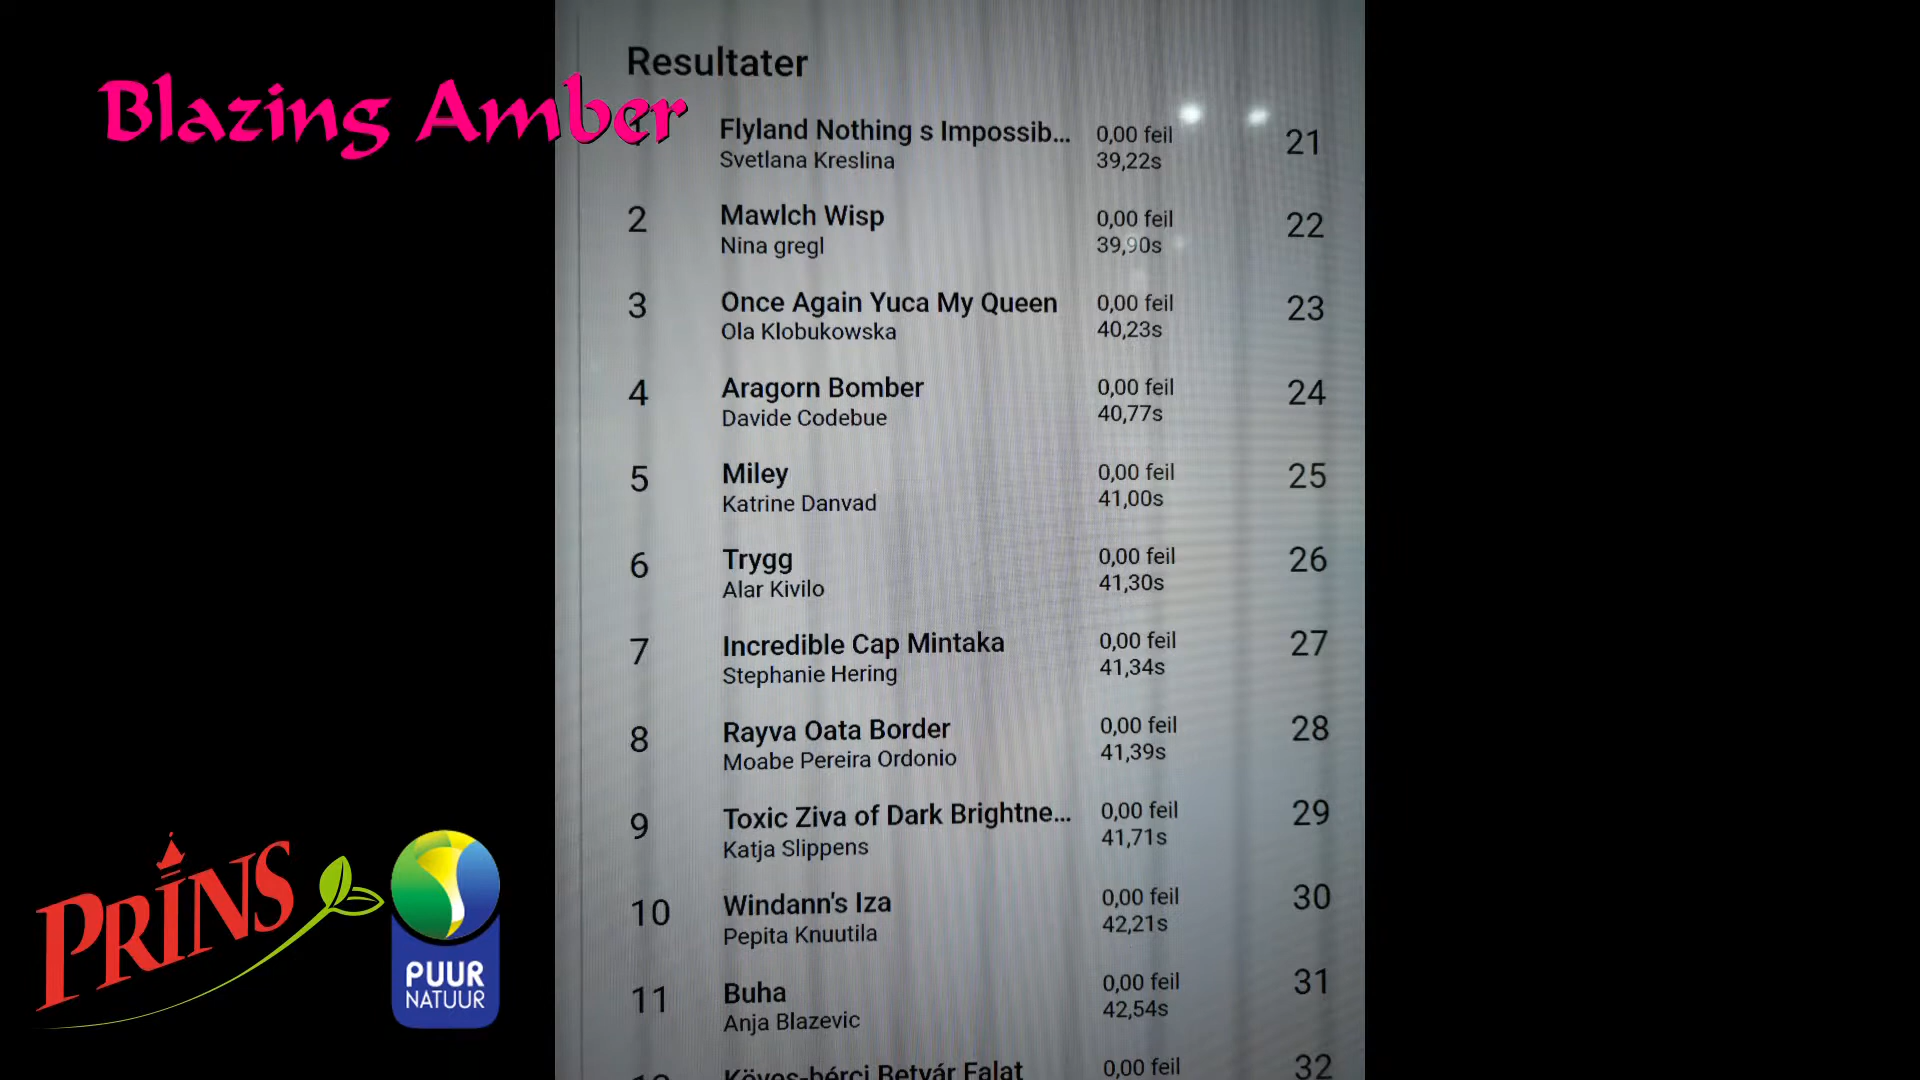 Blazing Amber
Resultater
1 Flyland Nothing s Impossib... 0,00 feil 21
Svetlana Kreslina 39,22s
2 Mawlch Wisp 0,00 feil 22
Nina gregl 39,90s
3 Once Again Yuca My Queen 0,00 feil 23
Ola Klobukowska 40,23s
4 Aragorn Bomber 0,00 feil 24
Davide Codebue 40,77s
5 Miley 0,00 feil 25
Katrine Danvad 41,00s
6 Trygg 0,00 feil 26
Alar Kivilo 41,30s
7 Incredible Cap Mintaka 0,00 feil 27
Stephanie Hering 41,34s
8 Rayva Oata Border 0,00 feil 28
Moabe Pereira Ordonio 41,39s
9 Toxic Ziva of Dark Brightne... 0,00 feil 29
Katja Slippens 41,71s
10 Windann's Iza 0,00 feil 30
Pepita Knuutila 42,21s
11 Buha 0,00 feil 31
Anja Blazevic 42,54s
Köves-bérci Betyár Falat 0,00 feil 32
PRINS
PUUR
NATUUR